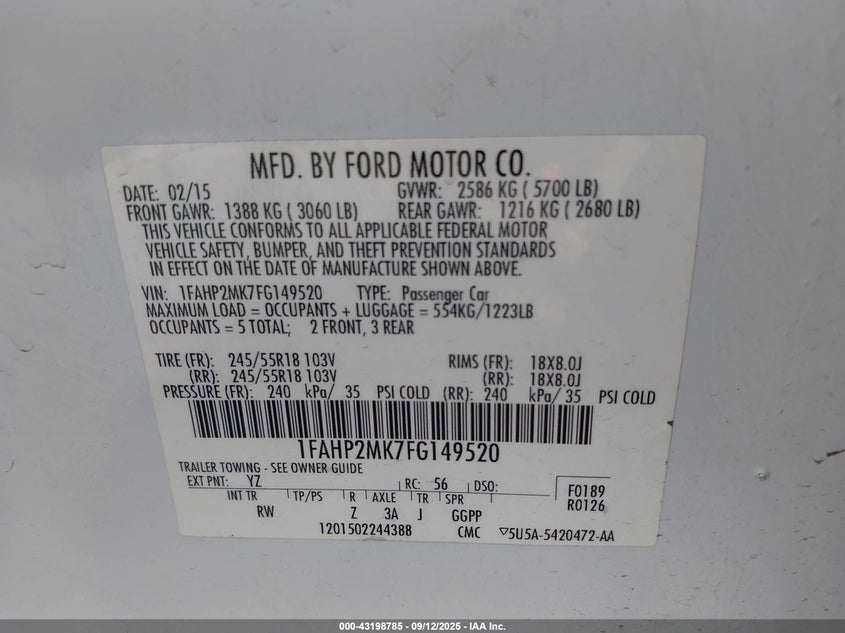 MFD. BY FORD MOTOR CO.
DATE: 02/15 GVWR: 2586 KG ( 5700 LB)
FRONT GAWR: 1388 KG ( 3060 LB) REAR GAWR: 1216 KG ( 2680 LB)
THIS VEHICLE CONFORMS TO ALL APPLICABLE FEDERAL MOTOR
VEHICLE SAFETY, BUMPER, AND THEFT PREVENTION STANDARDS
IN EFFECT ON THE DATE OF MANUFACTURE SHOWN ABOVE.
VIN: 1FAHP2MK7FG149520 TYPE: Passenger Car
MAXIMUM LOAD = OCCUPANTS + LUGGAGE = 554KG/1223LB
OCCUPANTS = 5 TOTAL; 2 FRONT, 3 REAR
TIRE (FR): 245/55R18 103V RIMS (FR): 18X8.0J
(RR): 245/55R18 103V (RR): 18X8.0J
PRESSURE (FR): 240 kPa/ 35 PSI COLD (RR): 240 kPa/ 35 PSI COLD
1FAHP2MK7FG149520
TRAILER TOWING - SEE OWNER GUIDE
EXT PNT: YZ RC: 56 DSO: F0189
INT TR TP/PS R AXLE TR SPR R0126
RW Z 3A J GGPP
1201502244388 CMC ▽5U5A-5420472-AA
000-43198785 - 09/12/2025 - IAA Inc.